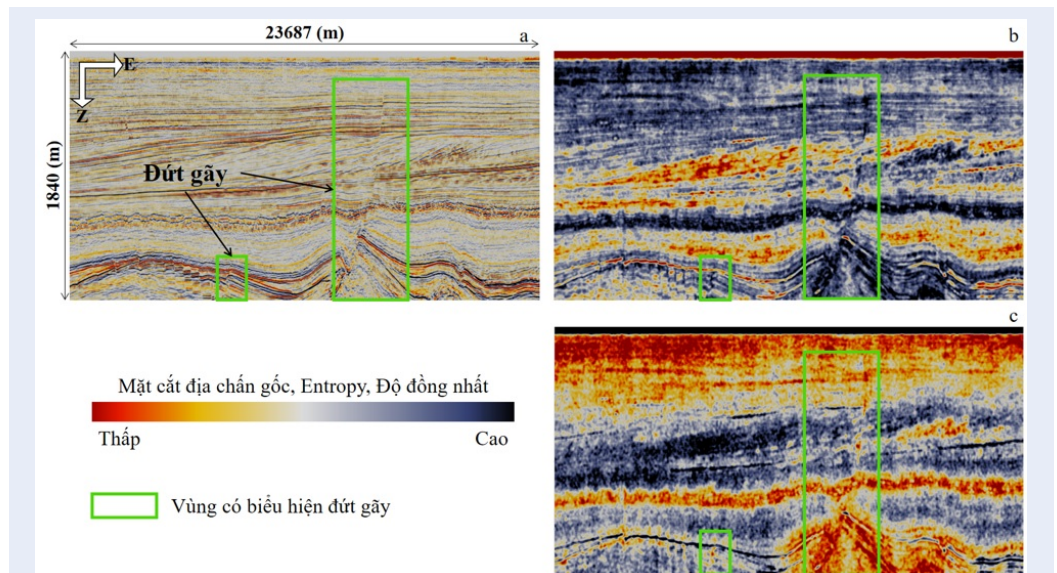 23687 (m)
a
b
E
Z
1840 (m)
Đứt gãy
c
Mặt cắt địa chấn gốc, Entropy, Độ đồng nhất
Thấp
Cao
Vùng có biểu hiện đứt gãy